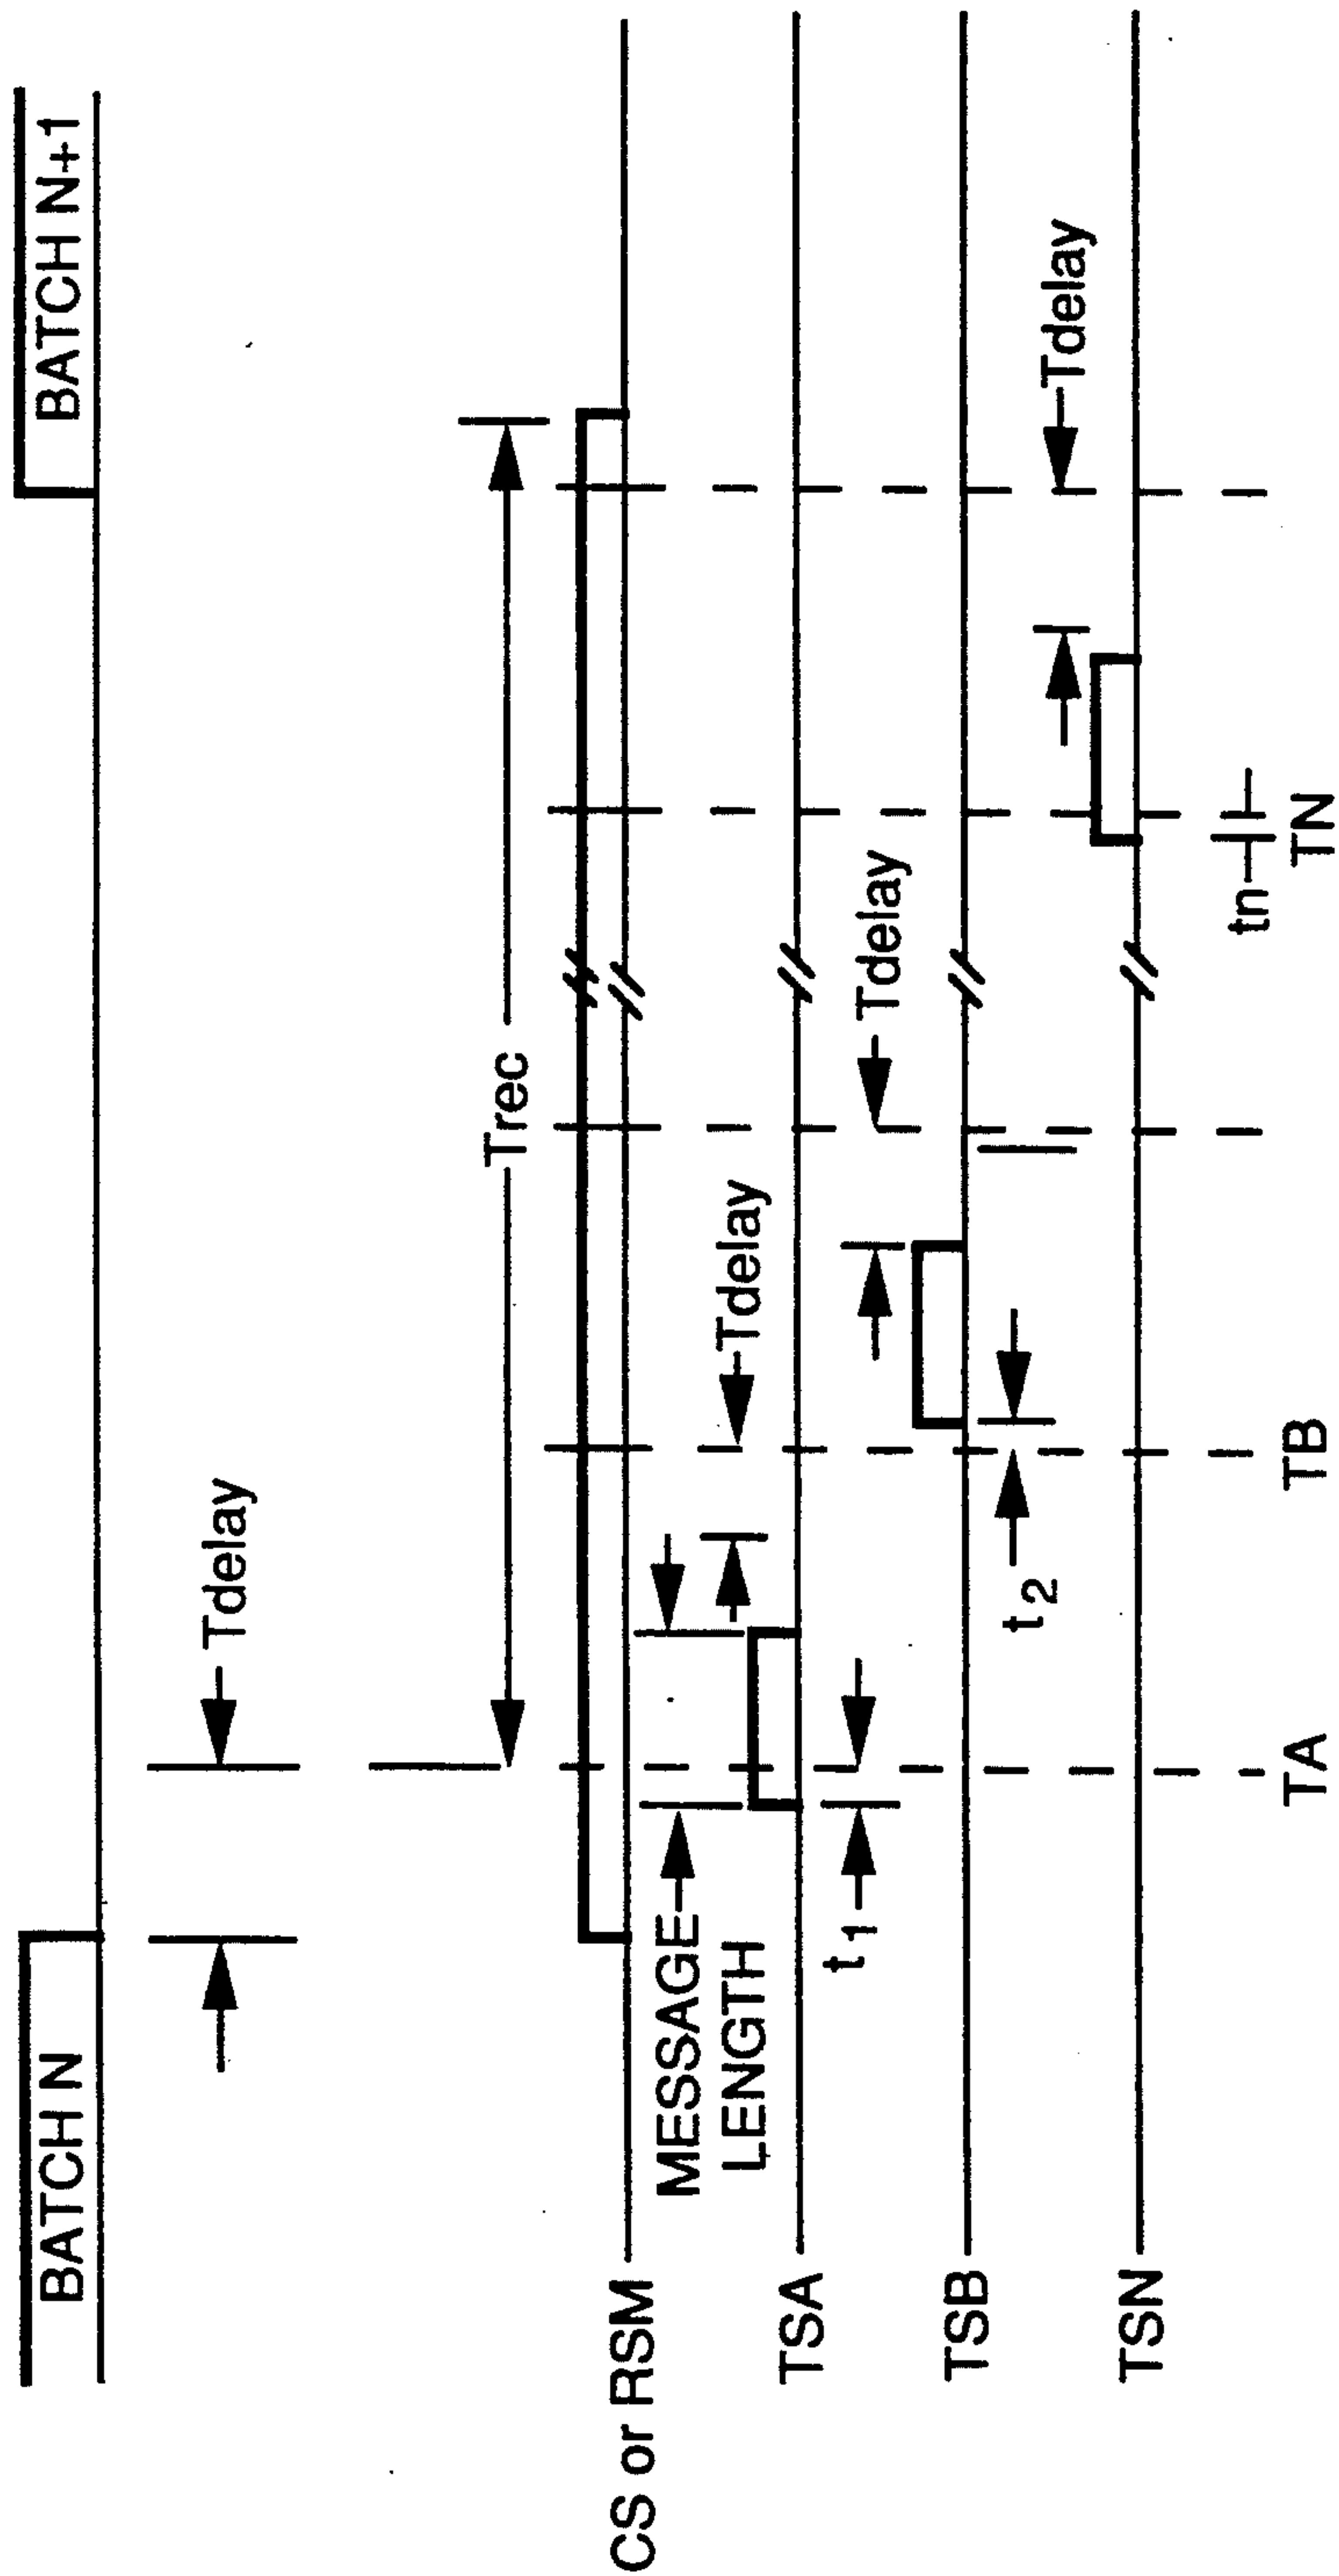 BATCH N
BATCH N+1
Tdelay
Trec
CS or RSM
MESSAGE
LENGTH
Tdelay
TSA
t1
Tdelay
TSB
t2
Tdelay
TSN
tn
TA
TB
TN